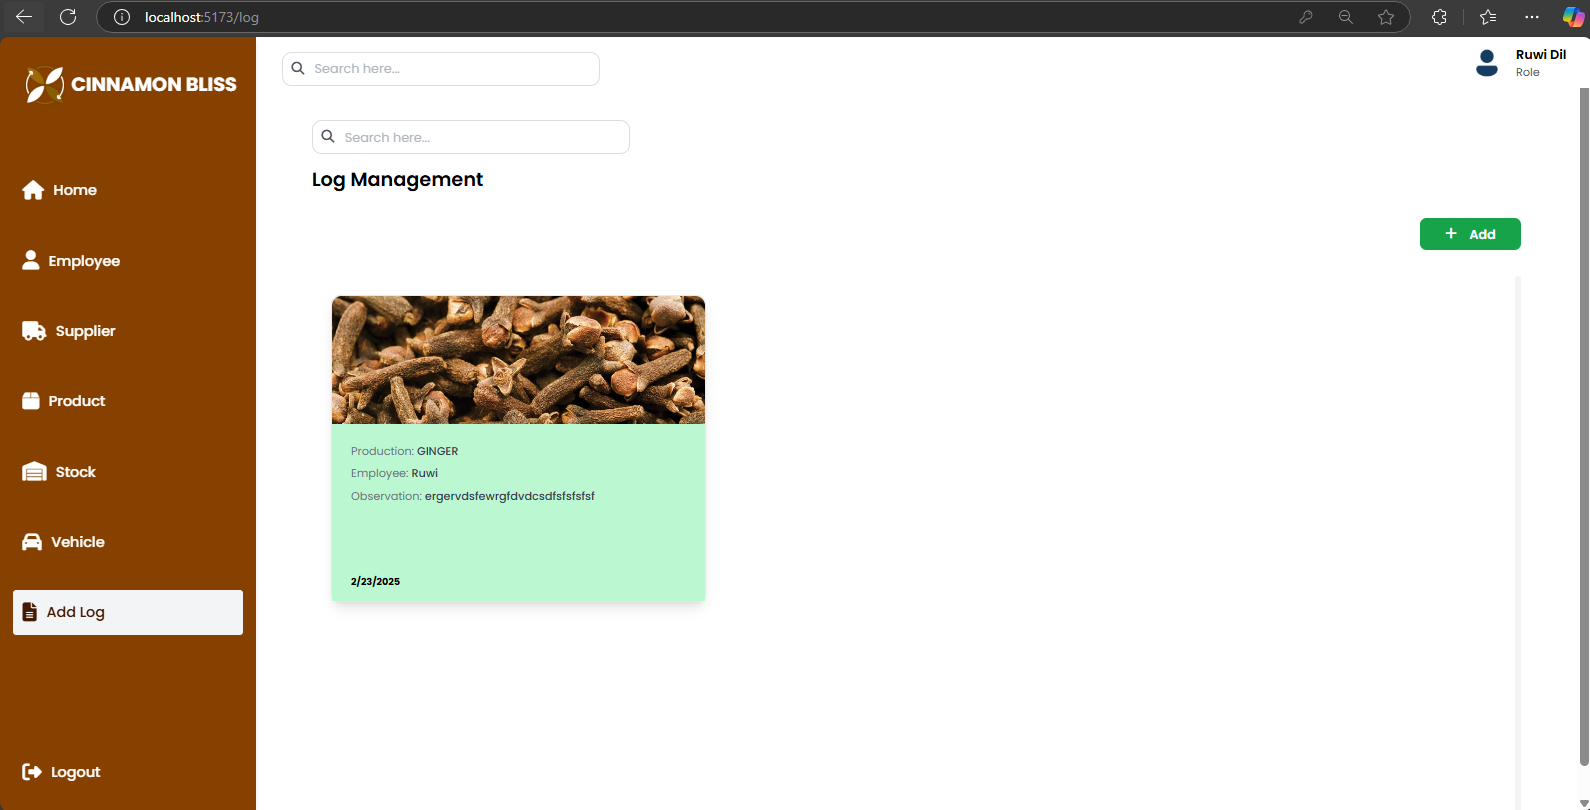 localhost:5173/log
CINNAMON BLISS
Search here...
Ruwi Dil
Role
Search here...
Log Management
Home
Employee
Supplier
Product
Stock
Vehicle
Add Log
Logout
+ Add
Production: GINGER
Employee: Ruwi
Observation: ergervdsfewrgfdvdcsdfsfsfsfsf
2/23/2025